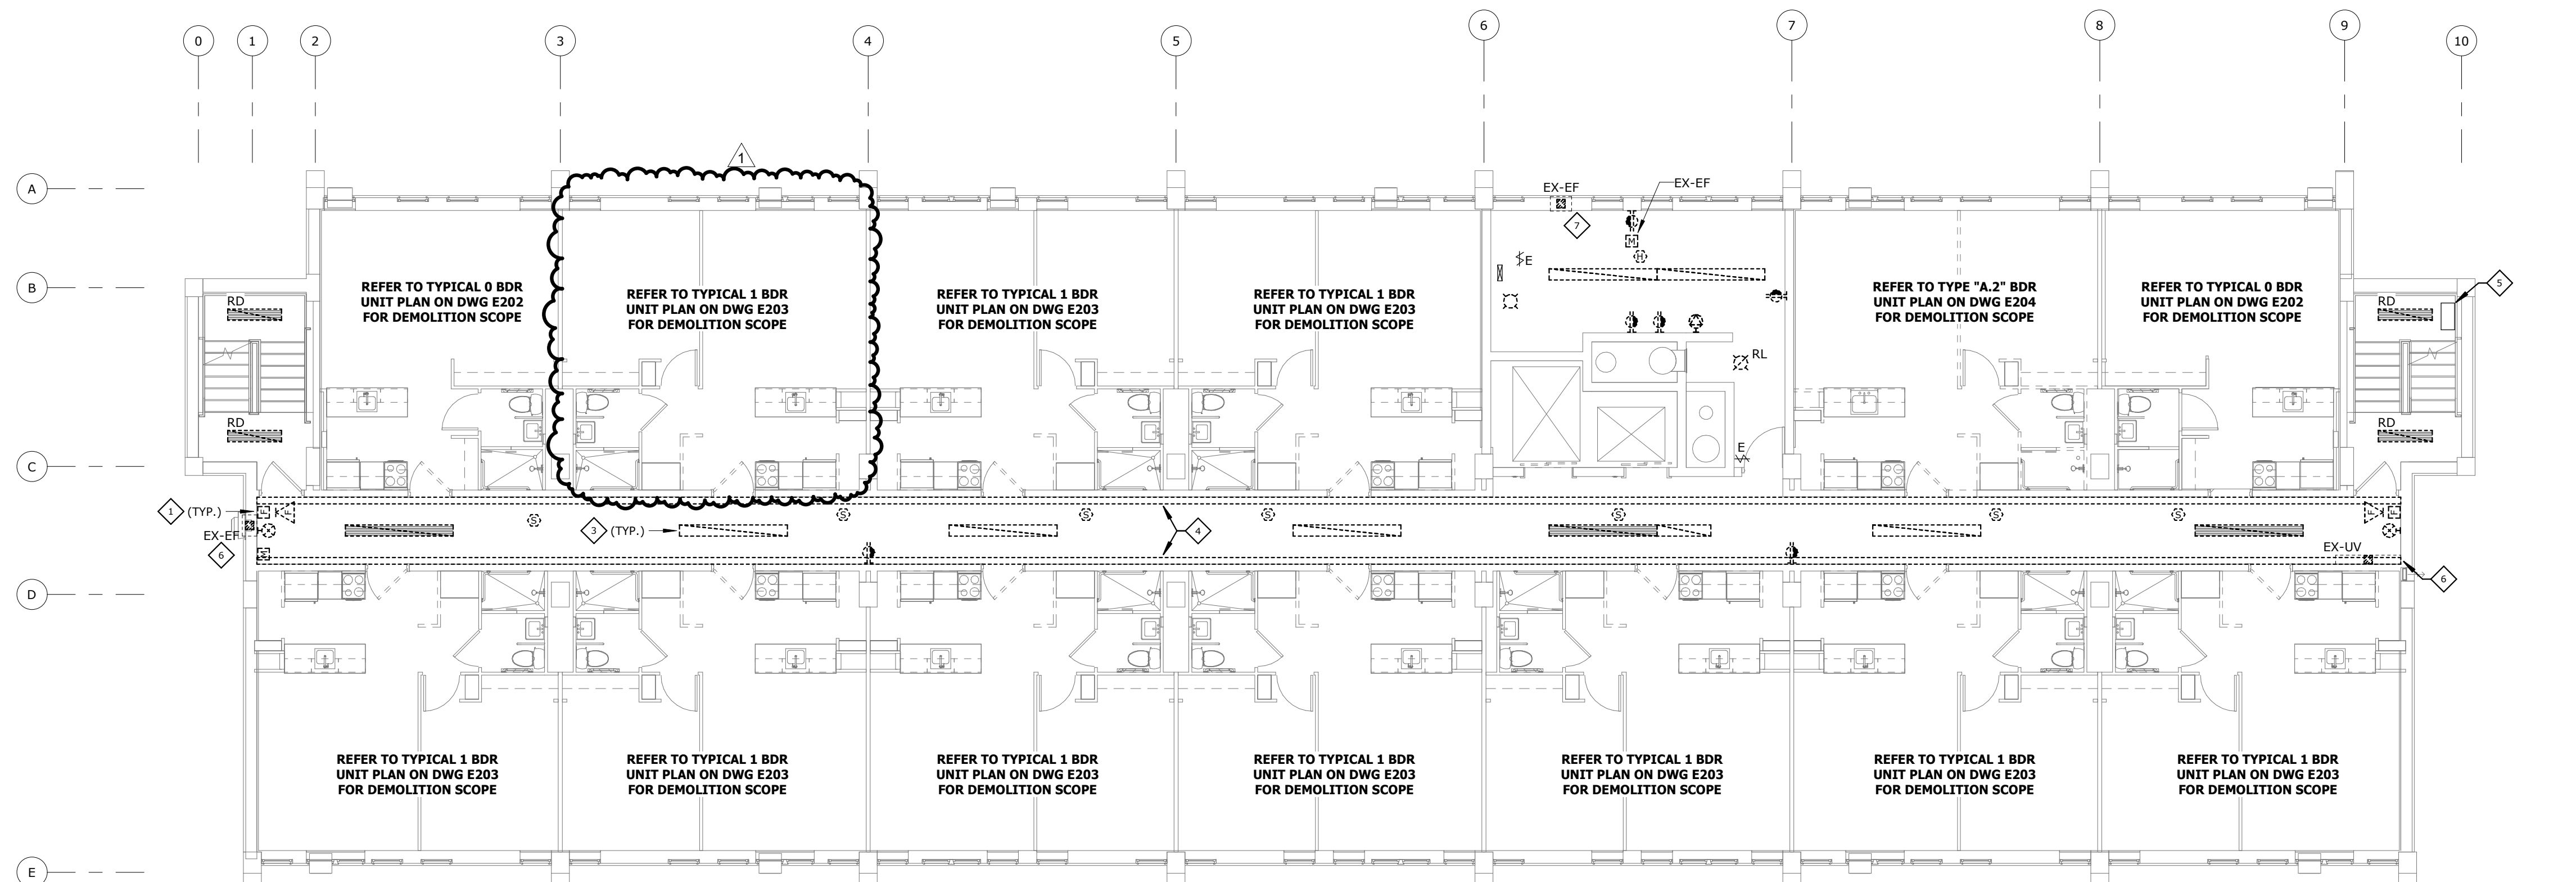 0 1 2 3 4 5 6 7 8 9 10
1
A
EX-EF
EX-EF
7
M
H
E
B
REFER TO TYPICAL 0 BDR
UNIT PLAN ON DWG E202
FOR DEMOLITION SCOPE
REFER TO TYPICAL 1 BDR
UNIT PLAN ON DWG E203
FOR DEMOLITION SCOPE
REFER TO TYPICAL 1 BDR
UNIT PLAN ON DWG E203
FOR DEMOLITION SCOPE
REFER TO TYPICAL 1 BDR
UNIT PLAN ON DWG E203
FOR DEMOLITION SCOPE
REFER TO TYPE "A.2" BDR
UNIT PLAN ON DWG E204
FOR DEMOLITION SCOPE
REFER TO TYPICAL 0 BDR
UNIT PLAN ON DWG E202
FOR DEMOLITION SCOPE
5
RD
RD
RL
RD
RD
E
C
1 (TYP.)
F
F
S
S
S
S
S
S
S
F
F
EX-EF
3 (TYP.)
4
6
M
EX-UV
6
D
REFER TO TYPICAL 1 BDR
UNIT PLAN ON DWG E203
FOR DEMOLITION SCOPE
REFER TO TYPICAL 1 BDR
UNIT PLAN ON DWG E203
FOR DEMOLITION SCOPE
REFER TO TYPICAL 1 BDR
UNIT PLAN ON DWG E203
FOR DEMOLITION SCOPE
REFER TO TYPICAL 1 BDR
UNIT PLAN ON DWG E203
FOR DEMOLITION SCOPE
REFER TO TYPICAL 1 BDR
UNIT PLAN ON DWG E203
FOR DEMOLITION SCOPE
REFER TO TYPICAL 1 BDR
UNIT PLAN ON DWG E203
FOR DEMOLITION SCOPE
REFER TO TYPICAL 1 BDR
UNIT PLAN ON DWG E203
FOR DEMOLITION SCOPE
E